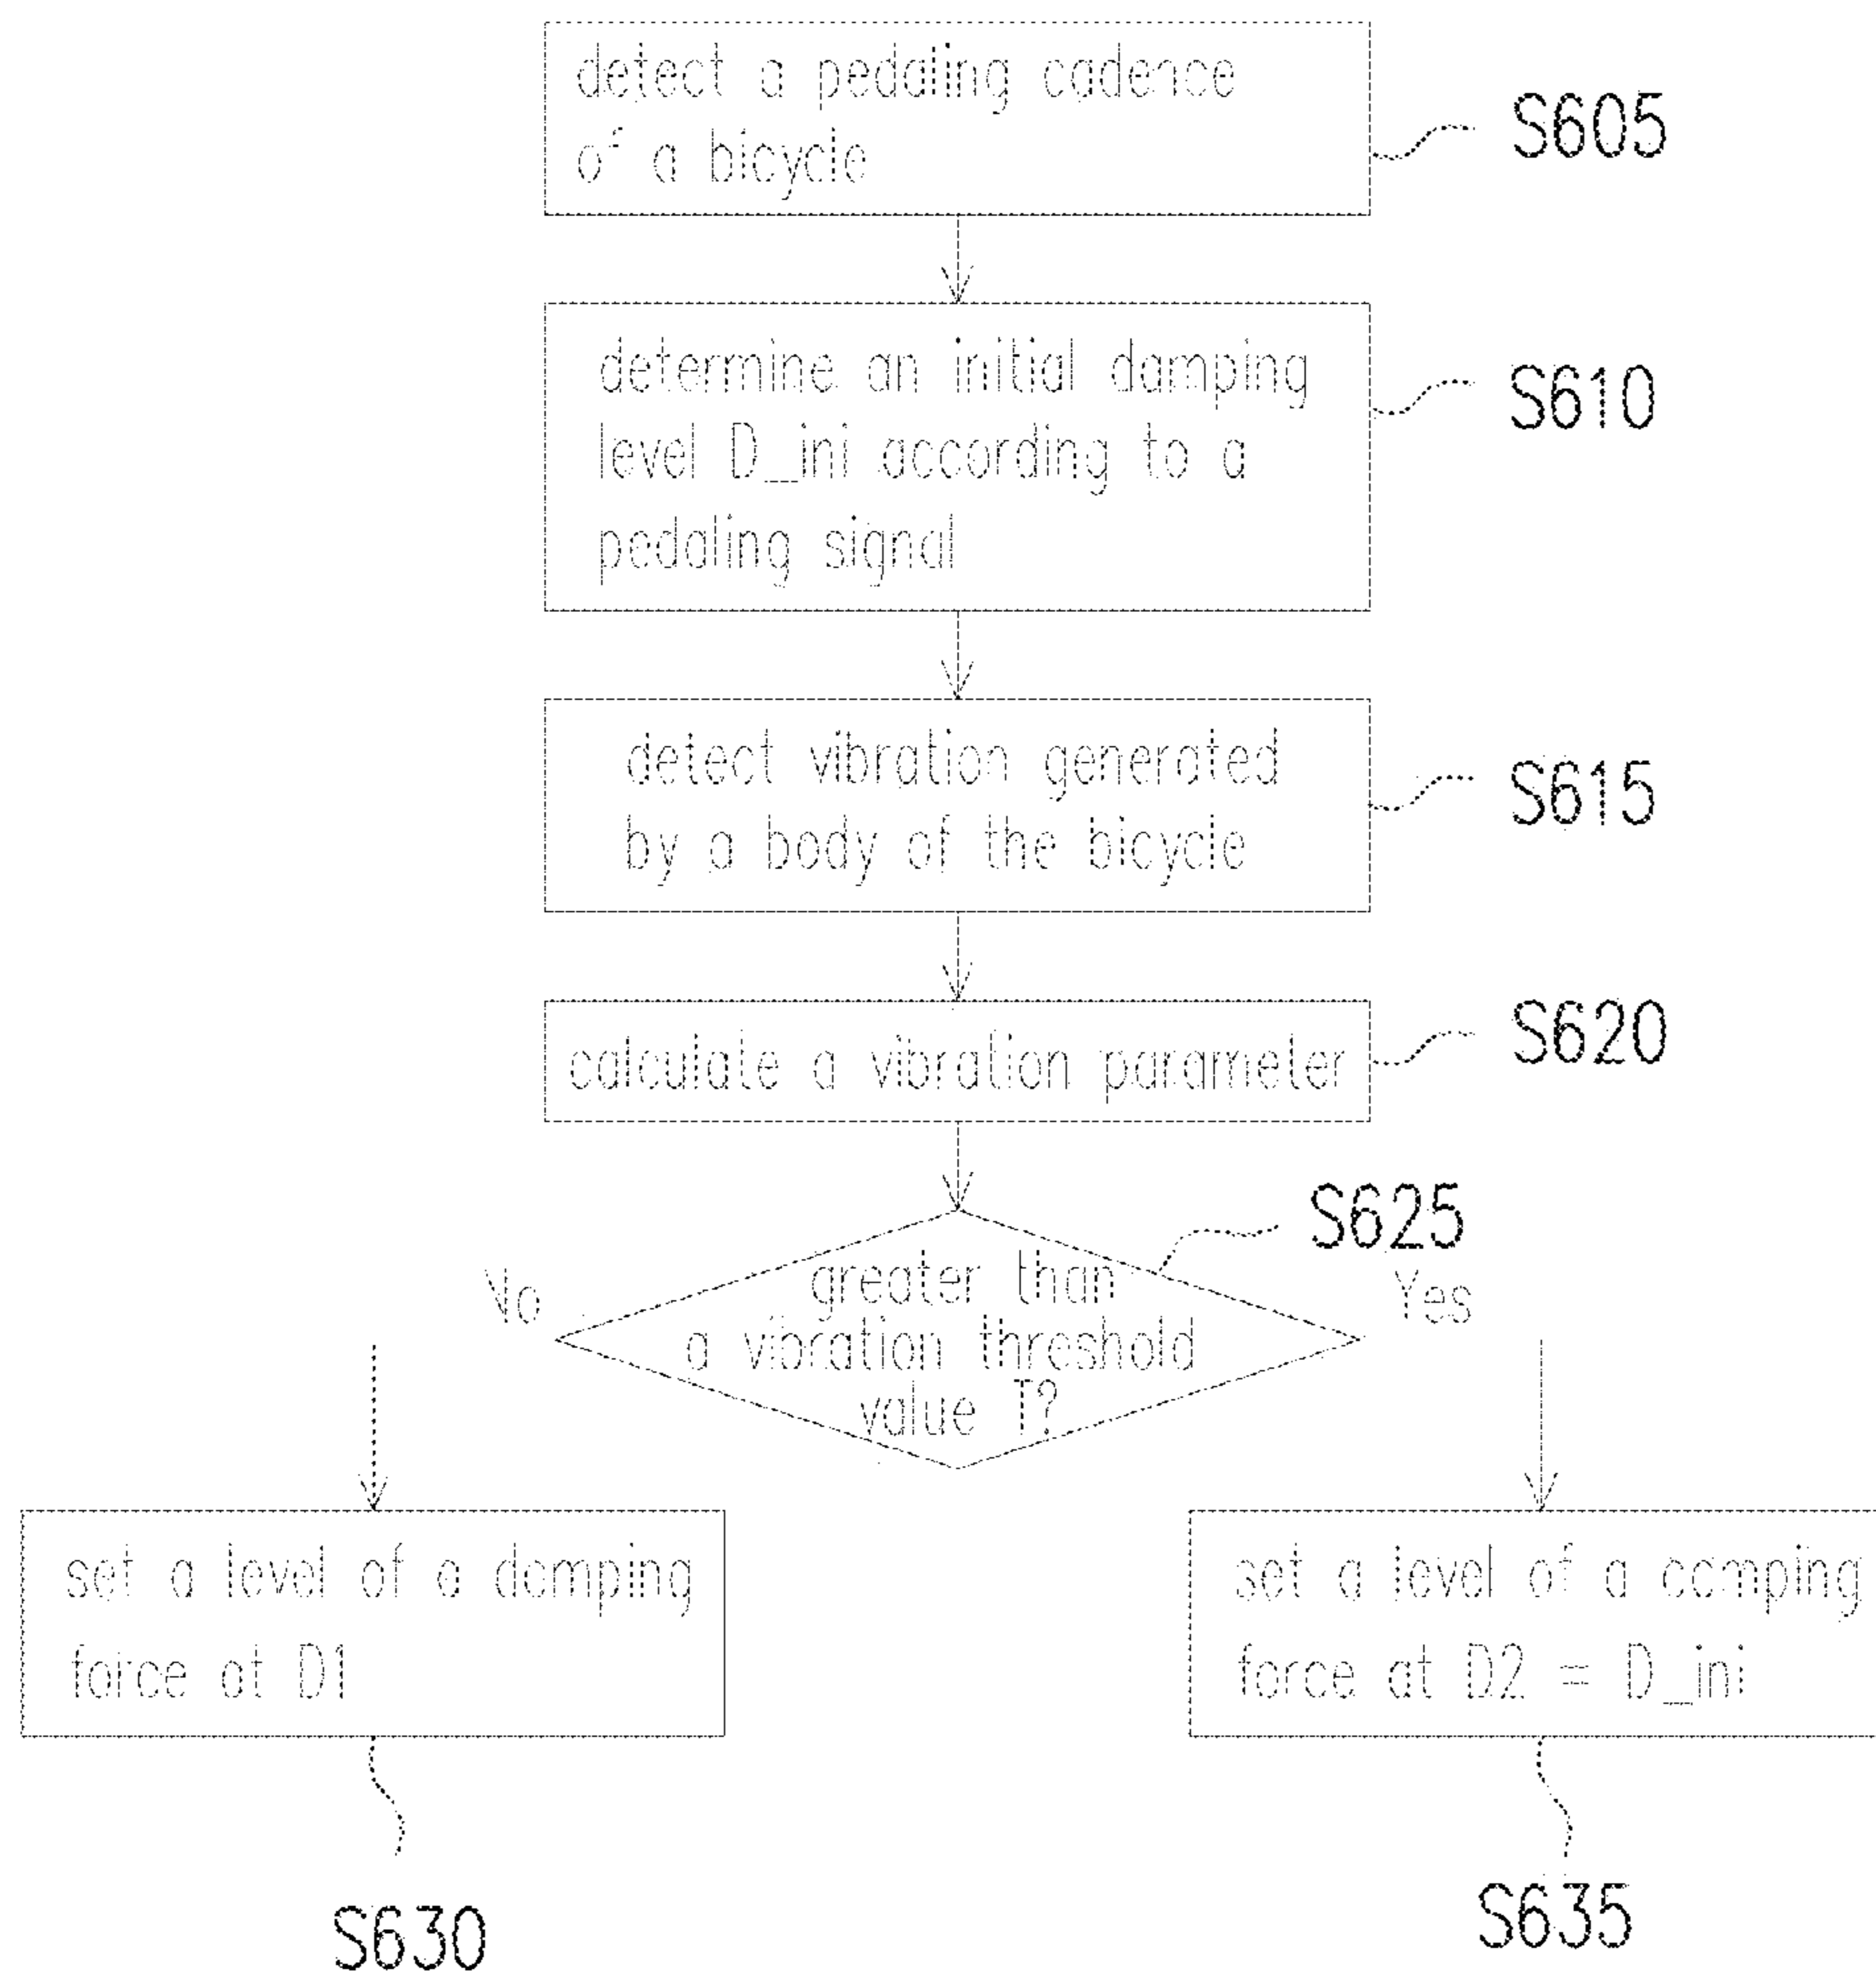 detect a pedaling cadence
of a bicycle
S605
determine an initial damping
level D_ini according to a
pedaling signal
S610
detect vibration generated
by a body of the bicycle
S615
calculate a vibration parameter
S620
S625
greater than
a vibration threshold
value T?
No
Yes
set a level of a damping
force at D1
S630
set a level of a damping
force at D2 = D_ini
S635